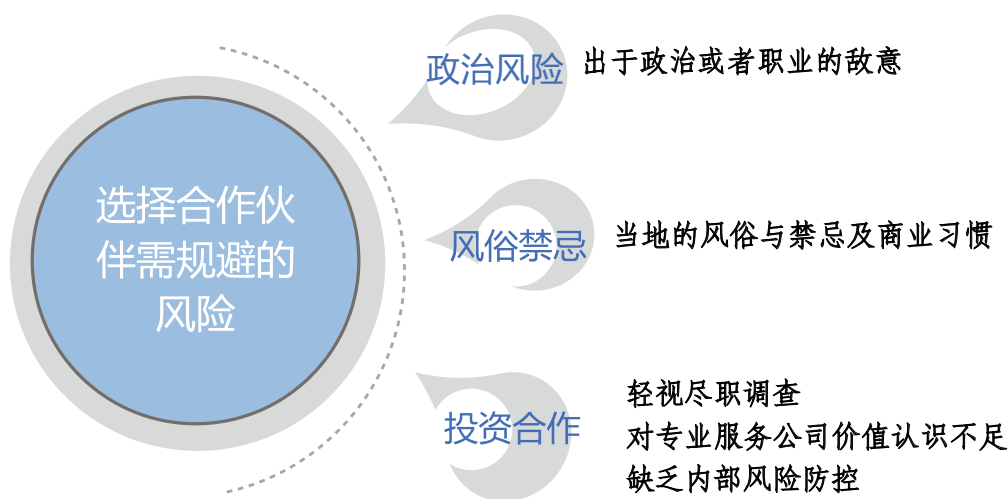 选择合作伙
伴需规避的
风险
政治风险
出于政治或者职业的敌意
风俗禁忌
当地的风俗与禁忌及商业习惯
投资合作
轻视尽职调查
对专业服务公司价值认识不足
缺乏内部风险防控